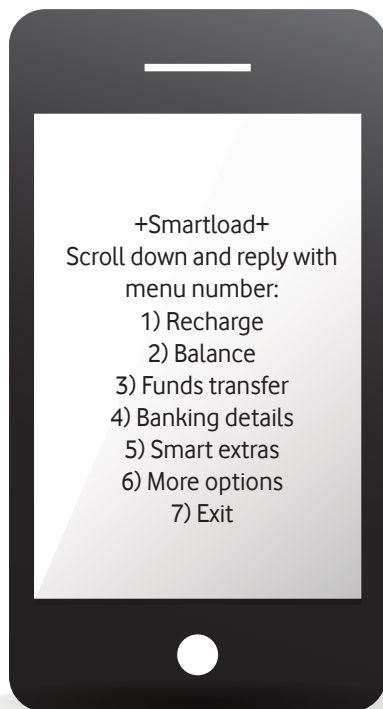 +Smartload+
Scroll down and reply with
menu number:
1) Recharge
2) Balance
3) Funds transfer
4) Banking details
5) Smart extras
6) More options
7) Exit